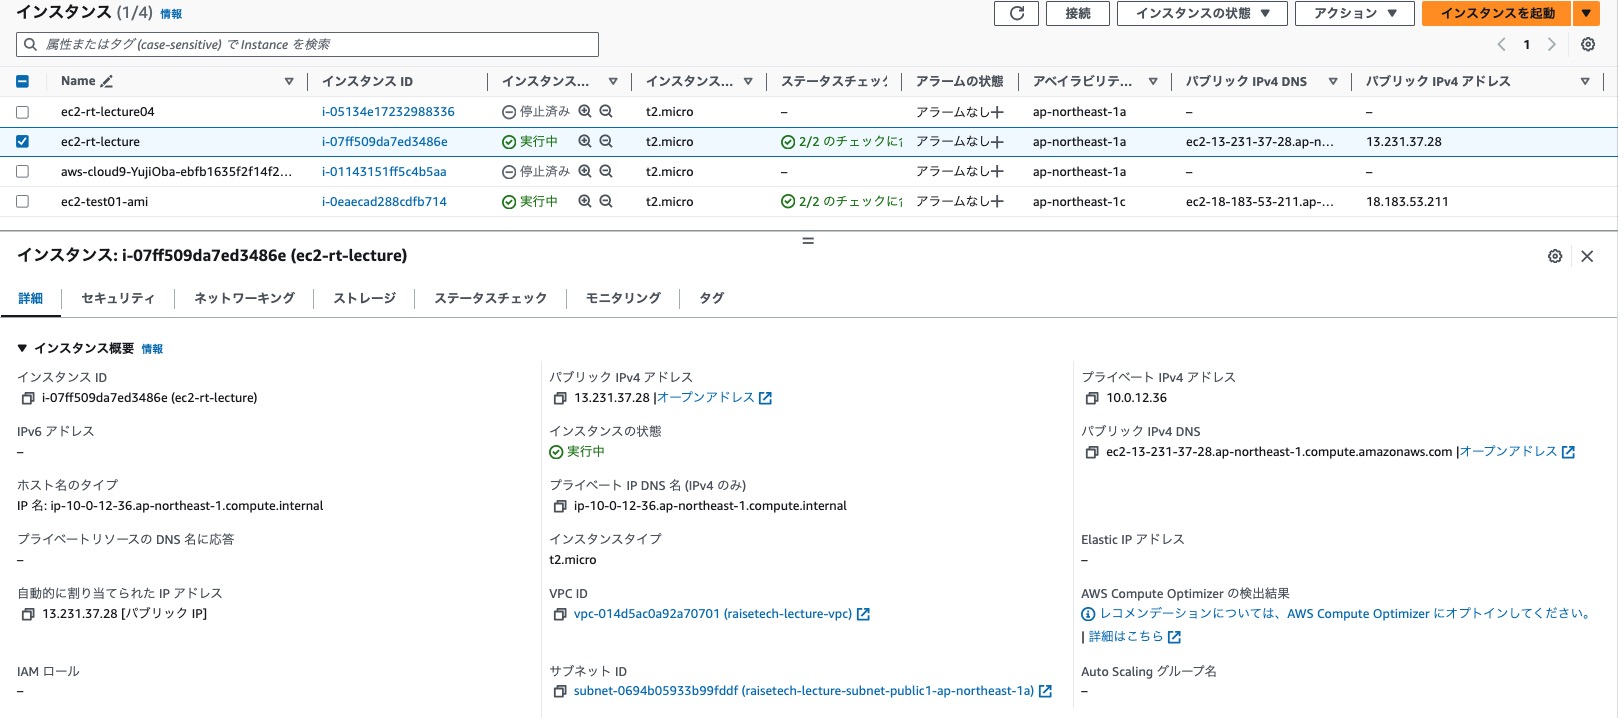 インスタンス (1/4) 情報 接続 インスタンスの状態 ▼ アクション ▼ インスタンスを起動 ▼
属性またはタグ (case-sensitive) で Instance を検索 1
Name インスタンス ID インスタンス... インスタンス... ステータスチェック アラームの状態 アベイラビリテ... パブリック IPv4 DNS パブリック IPv4 アドレス
ec2-rt-lecture04 i-05134e17232988336 停止済み t2.micro – アラームなし ap-northeast-1a – –
ec2-rt-lecture i-07ff509da7ed3486e 実行中 t2.micro 2/2 のチェックに アラームなし ap-northeast-1a ec2-13-231-37-28.ap-n... 13.231.37.28
aws-cloud9-YujiOba-ebfb1635f2f14f2... i-01143151ff5c4b5aa 停止済み t2.micro – アラームなし ap-northeast-1a – –
ec2-test01-ami i-0eaecad288cdfb714 実行中 t2.micro 2/2 のチェックに アラームなし ap-northeast-1c ec2-18-183-53-211.ap-... 18.183.53.211
インスタンス: i-07ff509da7ed3486e (ec2-rt-lecture)
詳細 セキュリティ ネットワーキング ストレージ ステータスチェック モニタリング タグ
▼ インスタンス概要 情報
インスタンス ID
i-07ff509da7ed3486e (ec2-rt-lecture)
パブリック IPv4 アドレス
13.231.37.28 |オープンアドレス
プライベート IPv4 アドレス
10.0.12.36
IPv6 アドレス
–
インスタンスの状態
実行中
パブリック IPv4 DNS
ec2-13-231-37-28.ap-northeast-1.compute.amazonaws.com |オープンアドレス
ホスト名のタイプ
IP 名: ip-10-0-12-36.ap-northeast-1.compute.internal
プライベート IP DNS 名 (IPv4 のみ)
ip-10-0-12-36.ap-northeast-1.compute.internal
プライベートリソースの DNS 名に応答
–
インスタンスタイプ
t2.micro
Elastic IP アドレス
–
自動的に割り当てられた IP アドレス
13.231.37.28 [パブリック IP]
VPC ID
vpc-014d5ac0a92a70701 (raisetech-lecture-vpc)
AWS Compute Optimizer の検出結果
レコメンデーションについては、AWS Compute Optimizer にオプトインしてください。
| 詳細はこちら
IAM ロール
–
サブネット ID
subnet-0694b05933b99fddf (raisetech-lecture-subnet-public1-ap-northeast-1a)
Auto Scaling グループ名
–